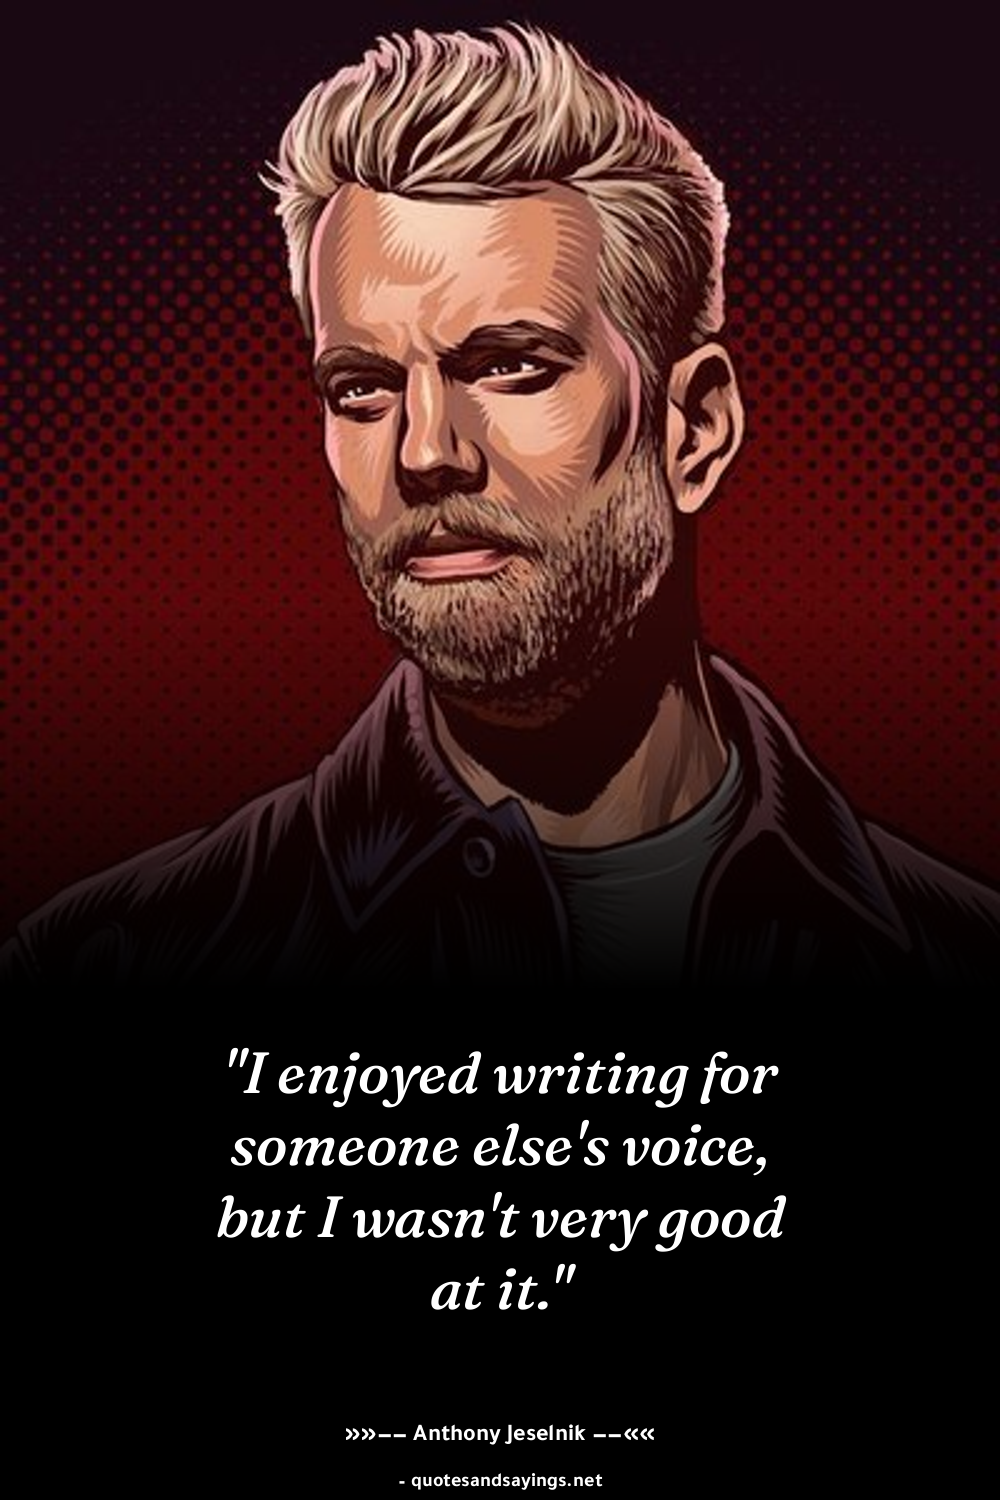 "I enjoyed writing for
someone else's voice,
but I wasn't very good
at it."
»»–– Anthony Jeselnik ––««
- quotesandsayings.net